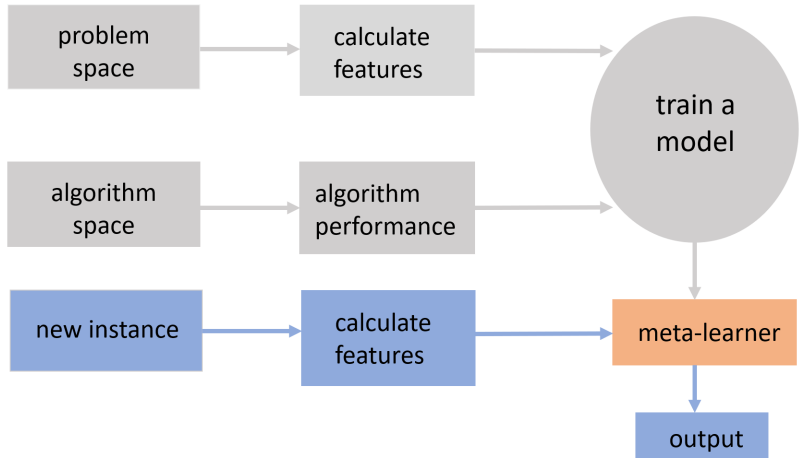 problem
space
calculate
features
train a
model
algorithm
space
algorithm
performance
new instance
calculate
features
meta-learner
output